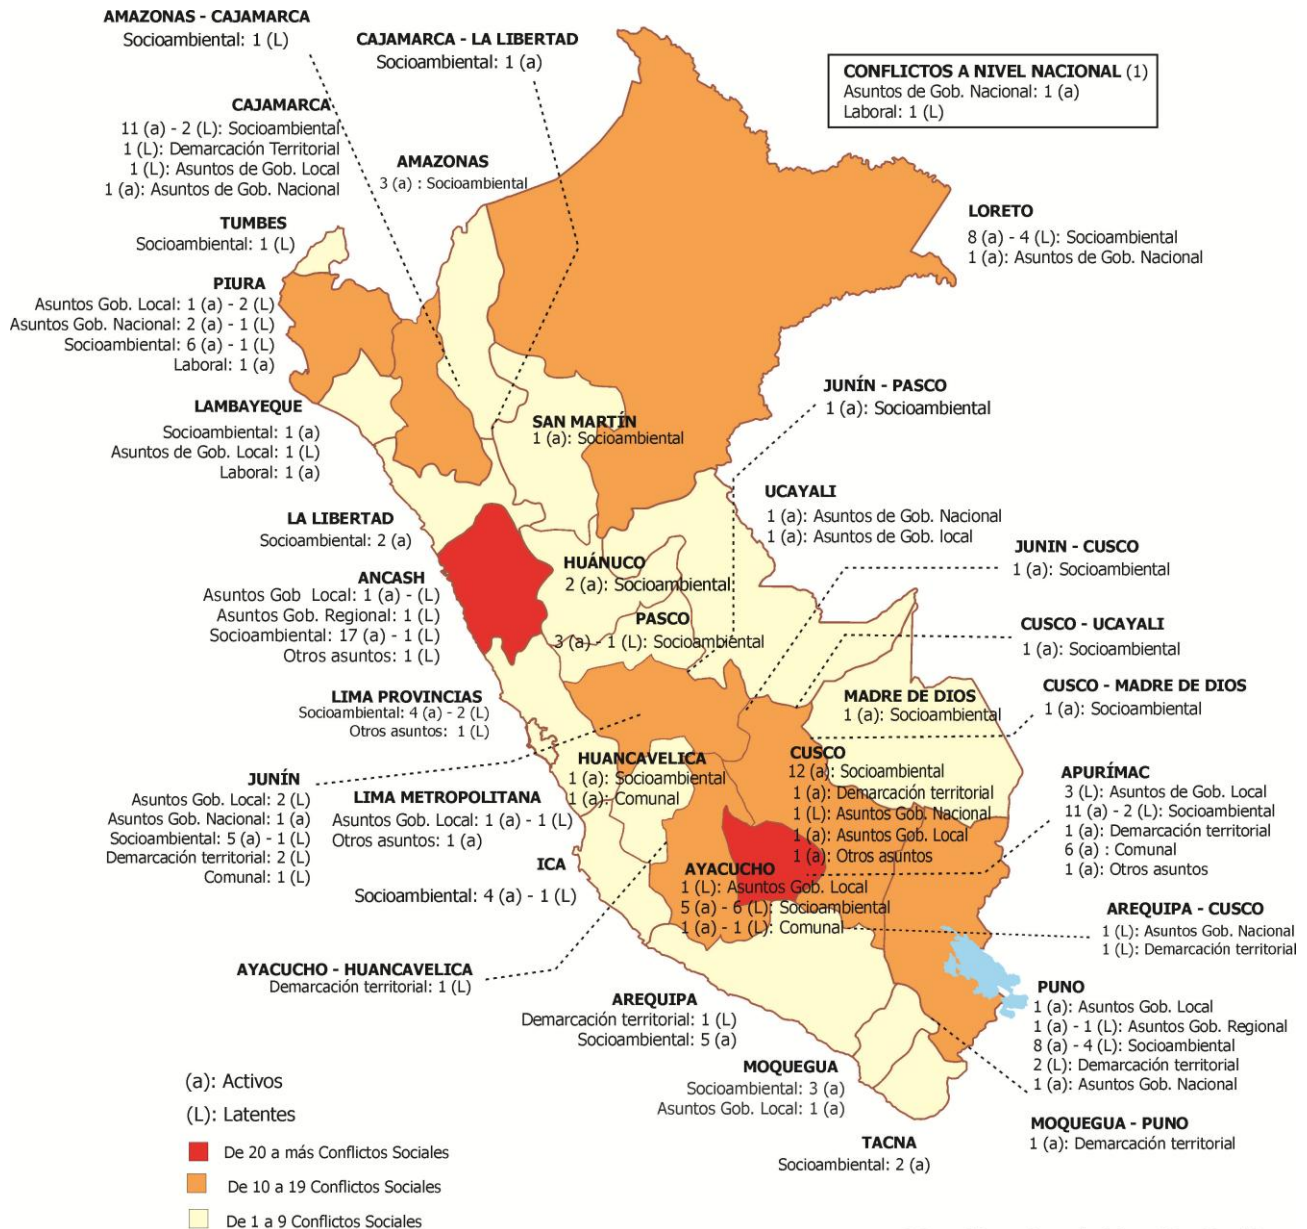 AMAZONAS - CAJAMARCA
Socioambiental: 1 (L)
CAJAMARCA - LA LIBERTAD
Socioambiental: 1 (a)
CONFLICTOS A NIVEL NACIONAL (1)
Asuntos de Gob. Nacional: 1 (a)
Laboral: 1 (L)
CAJAMARCA
11 (a) - 2 (L): Socioambiental
1 (L): Demarcación Territorial
1 (L): Asuntos de Gob. Local
1 (a): Asuntos de Gob. Nacional
AMAZONAS
3 (a) : Socioambiental
LORETO
8 (a) - 4 (L): Socioambiental
1 (a): Asuntos de Gob. Nacional
TUMBES
Socioambiental: 1 (L)
PIURA
Asuntos Gob. Local: 1 (a) - 2 (L)
Asuntos Gob. Nacional: 2 (a) - 1 (L)
Socioambiental: 6 (a) - 1 (L)
Laboral: 1 (a)
LAMBAYEQUE
Socioambiental: 1 (a)
Asuntos de Gob. Local: 1 (L)
Laboral: 1 (a)
SAN MARTÍN
1 (a): Socioambiental
JUNÍN - PASCO
1 (a): Socioambiental
UCAYALI
1 (a): Asuntos de Gob. Nacional
1 (a): Asuntos de Gob. local
LA LIBERTAD
Socioambiental: 2 (a)
JUNIN - CUSCO
1 (a): Socioambiental
HUÁNUCO
2 (a): Socioambiental
ANCASH
Asuntos Gob Local: 1 (a) - (L)
Asuntos Gob. Regional: 1 (L)
Socioambiental: 17 (a) - 1 (L)
Otros asuntos: 1 (L)
PASCO
3 (a) - 1 (L): Socioambiental
CUSCO - UCAYALI
1 (a): Socioambiental
LIMA PROVINCIAS
Socioambiental: 4 (a) - 2 (L)
Otros asuntos: 1 (L)
MADRE DE DIOS
1 (a): Socioambiental
CUSCO - MADRE DE DIOS
1 (a): Socioambiental
HUANCAVELICA
1 (a): Socioambiental
1 (a): Comunal
CUSCO
12 (a): Socioambiental
1 (a): Demarcación territorial
1 (L): Asuntos Gob. Nacional
1 (a): Asuntos Gob. Local
1 (a): Otros asuntos
APURÍMAC
3 (L): Asuntos de Gob. Local
11 (a) - 2 (L): Socioambiental
1 (a): Demarcación territorial
6 (a) : Comunal
1 (a): Otros asuntos
JUNÍN
Asuntos Gob. Local: 2 (L)
Asuntos Gob. Nacional: 1 (a)
Socioambiental: 5 (a) - 1 (L)
Demarcación territorial: 2 (L)
Comunal: 1 (L)
LIMA METROPOLITANA
Asuntos Gob. Local: 1 (a) - 1 (L)
Otros asuntos: 1 (a)
ICA
Socioambiental: 4 (a) - 1 (L)
AYACUCHO
1 (L): Asuntos Gob. Local
5 (a) - 6 (L): Socioambiental
1 (a) - 1 (L): Comunal
AREQUIPA - CUSCO
1 (L): Asuntos Gob. Nacional
1 (L): Demarcación territorial
AYACUCHO - HUANCAVELICA
Demarcación territorial: 1 (L)
AREQUIPA
Demarcación territorial: 1 (L)
Socioambiental: 5 (a)
PUNO
1 (a): Asuntos Gob. Local
1 (a) - 1 (L): Asuntos Gob. Regional
8 (a) - 4 (L): Socioambiental
2 (L): Demarcación territorial
1 (a): Asuntos Gob. Nacional
MOQUEGUA
Socioambiental: 3 (a)
Asuntos Gob. Local: 1 (a)
MOQUEGUA - PUNO
1 (a): Demarcación territorial
TACNA
Socioambiental: 2 (a)
(a): Activos
(L): Latentes
De 20 a más Conflictos Sociales
De 10 a 19 Conflictos Sociales
De 1 a 9 Conflictos Sociales